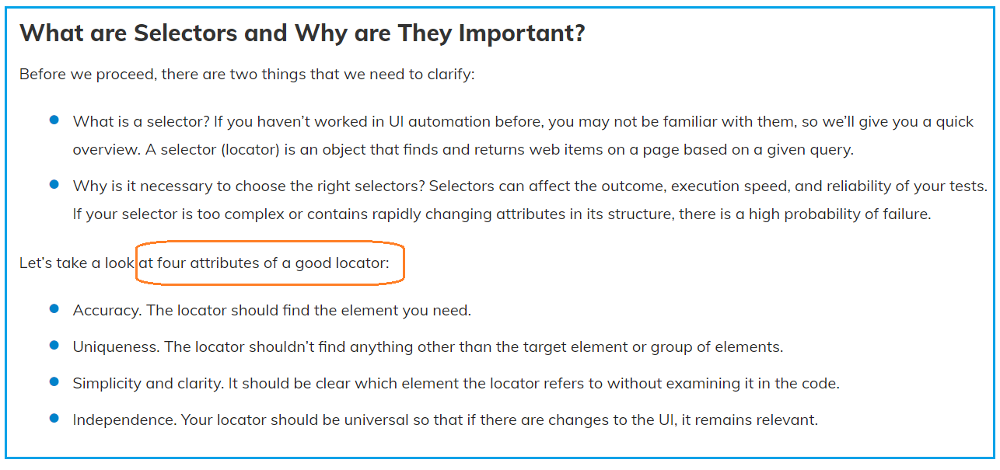 What are Selectors and Why are They Important?
Before we proceed, there are two things that we need to clarify:
What is a selector? If you haven’t worked in UI automation before, you may not be familiar with them, so we’ll give you a quick
overview. A selector (locator) is an object that finds and returns web items on a page based on a given query.
Why is it necessary to choose the right selectors? Selectors can affect the outcome, execution speed, and reliability of your tests.
If your selector is too complex or contains rapidly changing attributes in its structure, there is a high probability of failure.
Let’s take a look at four attributes of a good locator:
Accuracy. The locator should find the element you need.
Uniqueness. The locator shouldn’t find anything other than the target element or group of elements.
Simplicity and clarity. It should be clear which element the locator refers to without examining it in the code.
Independence. Your locator should be universal so that if there are changes to the UI, it remains relevant.